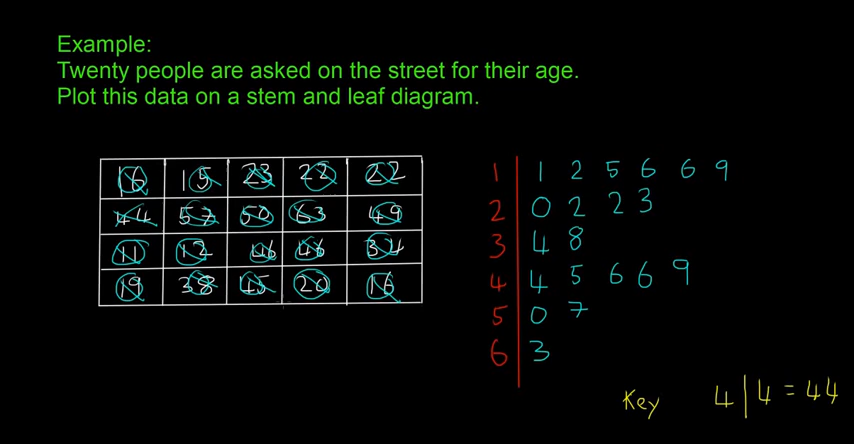 Example:
Twenty people are asked on the street for their age.
Plot this data on a stem and leaf diagram.
16 15 23 22 22
44 57 50 63 49
11 12 46 46 34
19 38 45 20 16
1 | 1 2 5 6 6 9
2 | 0 2 2 3
3 | 4 8
4 | 4 5 6 6 9
5 | 0 7
6 | 3
Key 4|4 = 44